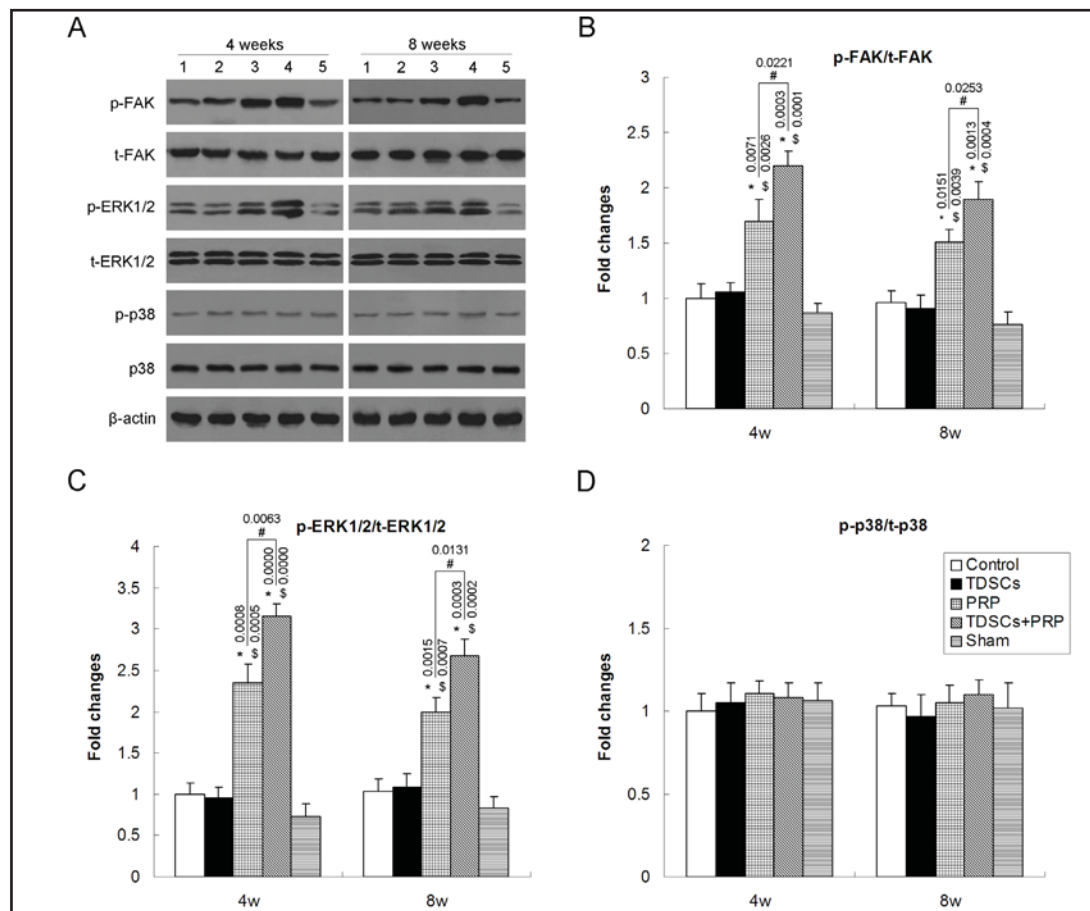 A
4 weeks
8 weeks
1 2 3 4 5
1 2 3 4 5
p-FAK
t-FAK
p-ERK1/2
t-ERK1/2
p-p38
p38
β-actin
B
p-FAK/t-FAK
Fold changes
3
2.5
2
1.5
1
0.5
0
* 0.0071
$ 0.0026
0.0221
#
* 0.0003
$ 0.0001
* 0.0151
$ 0.0039
0.0253
#
* 0.0013
$ 0.0004
4w
8w
C
p-ERK1/2/t-ERK1/2
Fold changes
4
3.5
3
2.5
2
1.5
1
0.5
0
* 0.0008
$ 0.0005
0.0063
#
* 0.0000
$ 0.0000
* 0.0015
$ 0.0007
0.0131
#
* 0.0003
$ 0.0002
4w
8w
D
p-p38/t-p38
Fold changes
2
1.5
1
0.5
0
Control
TDSCs
PRP
TDSCs+PRP
Sham
4w
8w